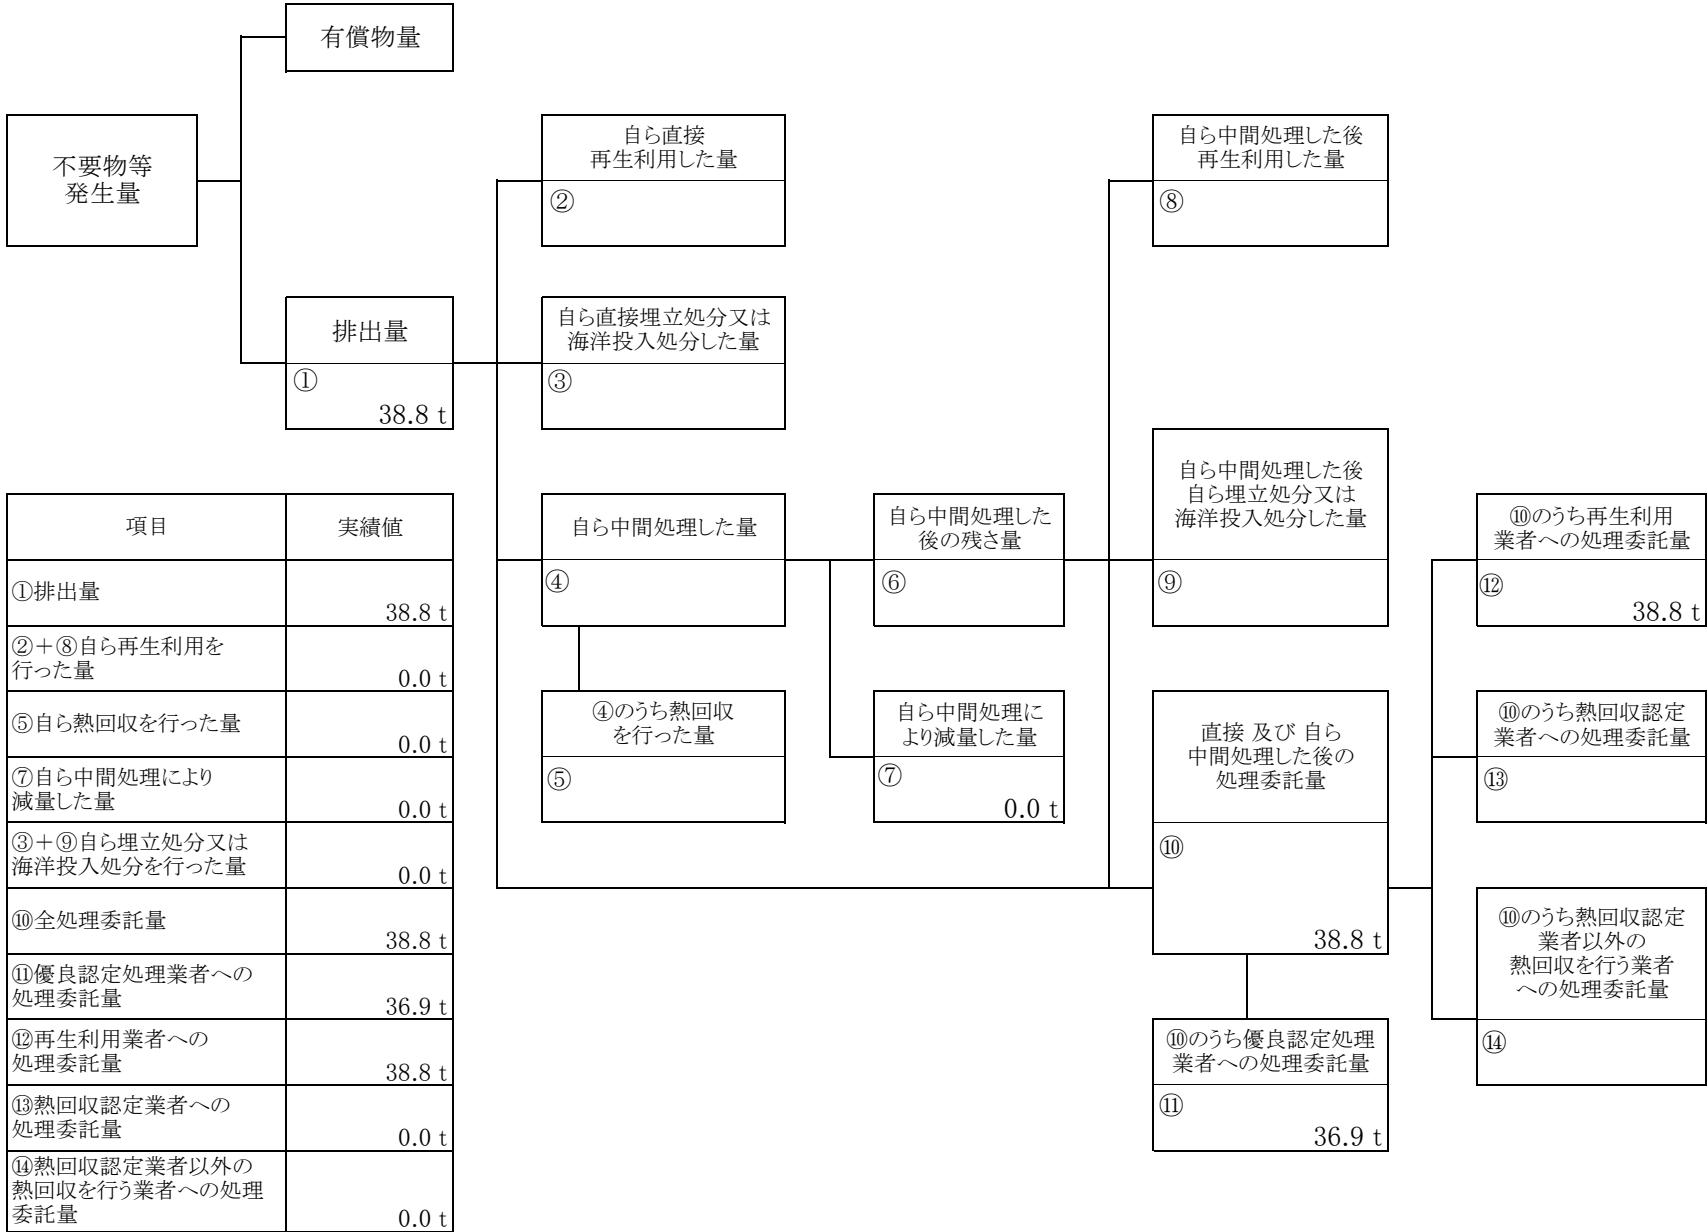 有償物量
不要物等
発生量
自ら直接
再生利用した量
②
自ら中間処理した後
再生利用した量
⑧
排出量
①
38.8 t
自ら直接埋立処分又は
海洋投入処分した量
③
自ら中間処理した量
④
自ら中間処理した
後の残さ量
⑥
自ら中間処理した後
自ら埋立処分又は
海洋投入処分した量
⑨
⑩のうち再生利用
業者への処理委託量
⑫
38.8 t
④のうち熱回収
を行った量
⑤
自ら中間処理に
より減量した量
⑦
0.0 t
直接 及び 自ら
中間処理した後の
処理委託量
⑩
38.8 t
⑩のうち熱回収認定
業者への処理委託量
⑬
⑩のうち熱回収認定
業者以外の
熱回収を行う業者
への処理委託量
⑭
⑩のうち優良認定処理
業者への処理委託量
⑪
36.9 t
項目 実績値
①排出量
38.8 t
②+⑧自ら再生利用を
行った量
0.0 t
⑤自ら熱回収を行った量
0.0 t
⑦自ら中間処理により
減量した量
0.0 t
③+⑨自ら埋立処分又は
海洋投入処分を行った量
0.0 t
⑩全処理委託量
38.8 t
⑪優良認定処理業者への
処理委託量
36.9 t
⑫再生利用業者への
処理委託量
38.8 t
⑬熱回収認定業者への
処理委託量
0.0 t
⑭熱回収認定業者以外の
熱回収を行う業者への処理
委託量
0.0 t